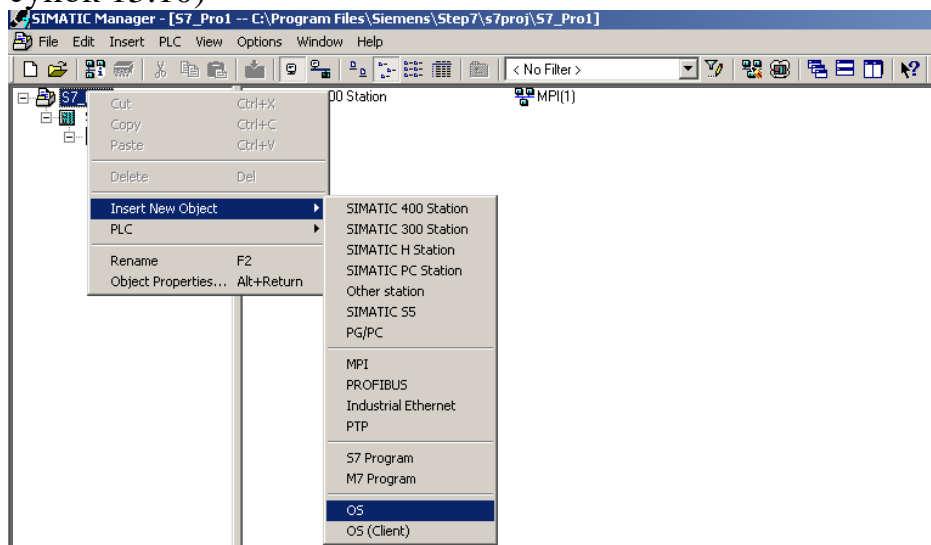 SIMATIC Manager - [S7_Pro1 -- C:\Program Files\Siemens\Step7\s7proj\S7_Pro1]
File Edit Insert PLC View Options Window Help
< No Filter >
S7_
00 Station
MPI(1)
Cut Ctrl+X
Copy Ctrl+C
Paste Ctrl+V
Delete Del
Insert New Object
PLC
Rename F2
Object Properties... Alt+Return
SIMATIC 400 Station
SIMATIC 300 Station
SIMATIC H Station
SIMATIC PC Station
Other station
SIMATIC S5
PG/PC
MPI
PROFIBUS
Industrial Ethernet
PTP
S7 Program
M7 Program
OS
OS (Client)